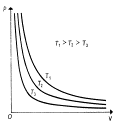 P
T₁ > T₂ > T₃
T₁
T₂
T₃
O
V